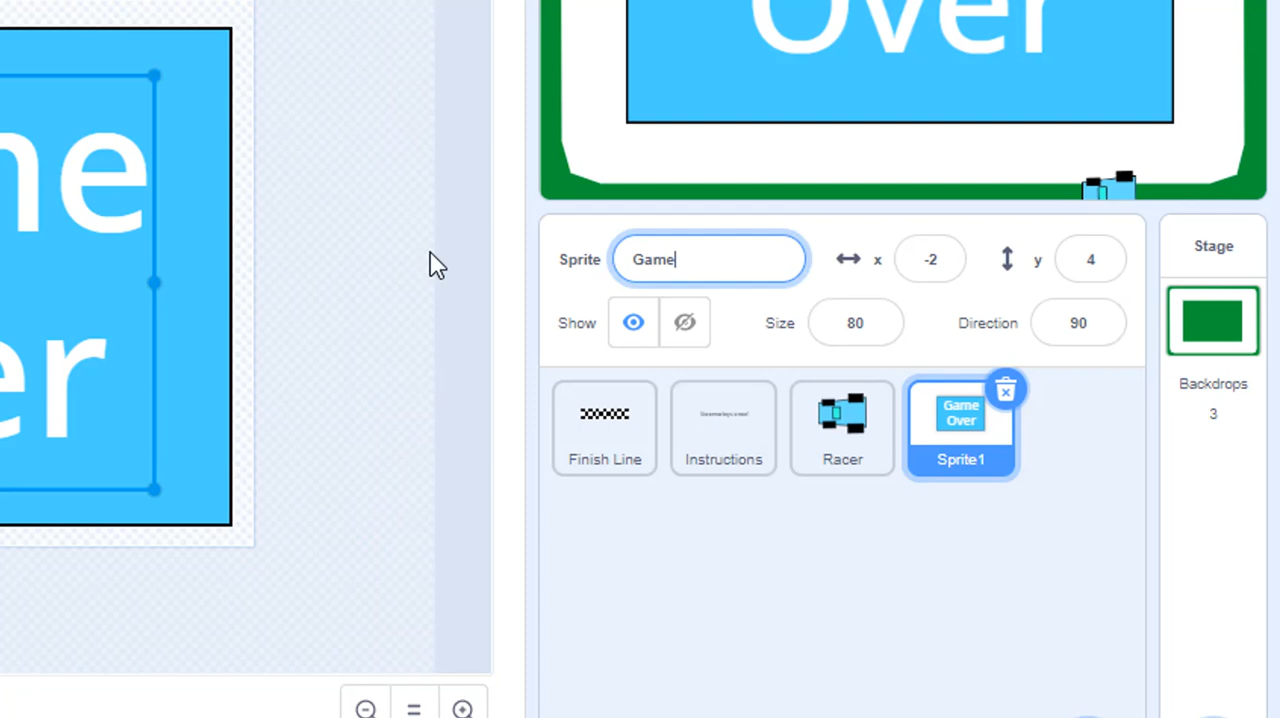 ne
er
Over
Sprite
Game
x
-2
y
4
Show
Size
80
Direction
90
Stage
Backdrops
3
Finish Line
Instructions
Racer
Game
Over
Sprite1